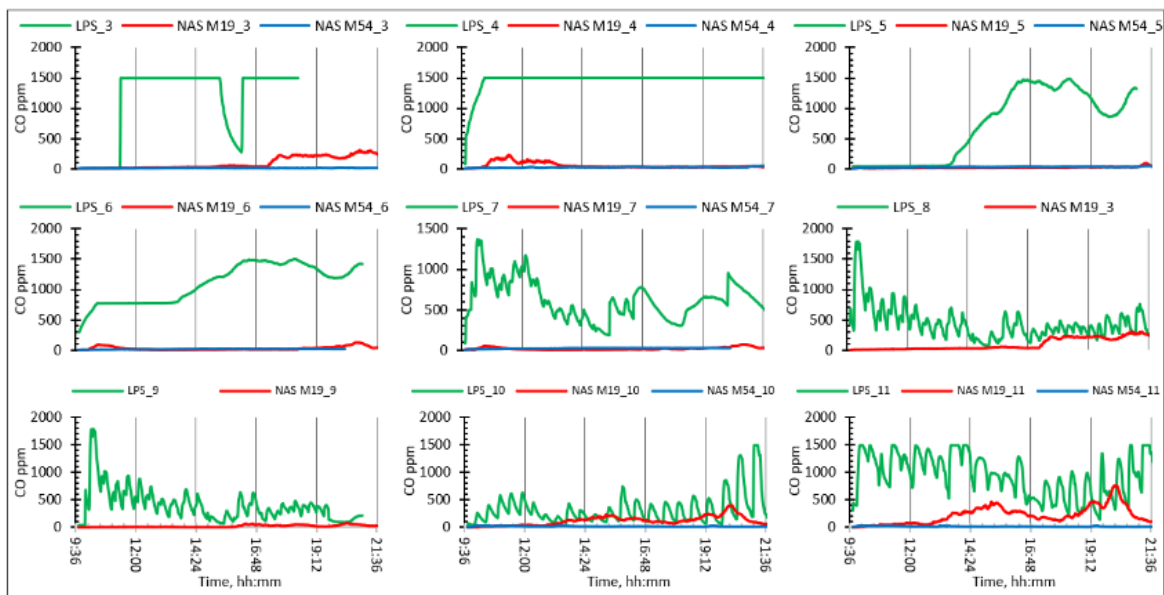 LPS_3 NAS M19_3 NAS M54_3
LPS_4 NAS M19_4 NAS M54_4
LPS_5 NAS M19_5 NAS M54_5
CO ppm
2000
1500
1000
500
0
2000
1500
1000
500
0
CO ppm
2000
1500
1000
500
0
LPS_6 NAS M19_6 NAS M54_6
LPS_7 NAS M19_7 NAS M54_7
LPS_8 NAS M19_3
CO ppm
2000
1500
1000
500
0
1500
1000
500
0
CO ppm
2000
1500
1000
500
0
LPS_9 NAS M19_9
LPS_10 NAS M19_10 NAS M54_10
LPS_11 NAS M19_11 NAS M54_11
CO ppm
2000
1500
1000
500
0
2000
1500
1000
500
0
CO ppm
2000
1500
1000
500
0
9:36 12:00 14:24 16:48 19:12 21:36
Time, hh:mm
9:36 12:00 14:24 16:48 19:12 21:36
Time, hh:mm
9:36 12:00 14:24 16:48 19:12 21:36
Time, hh:mm